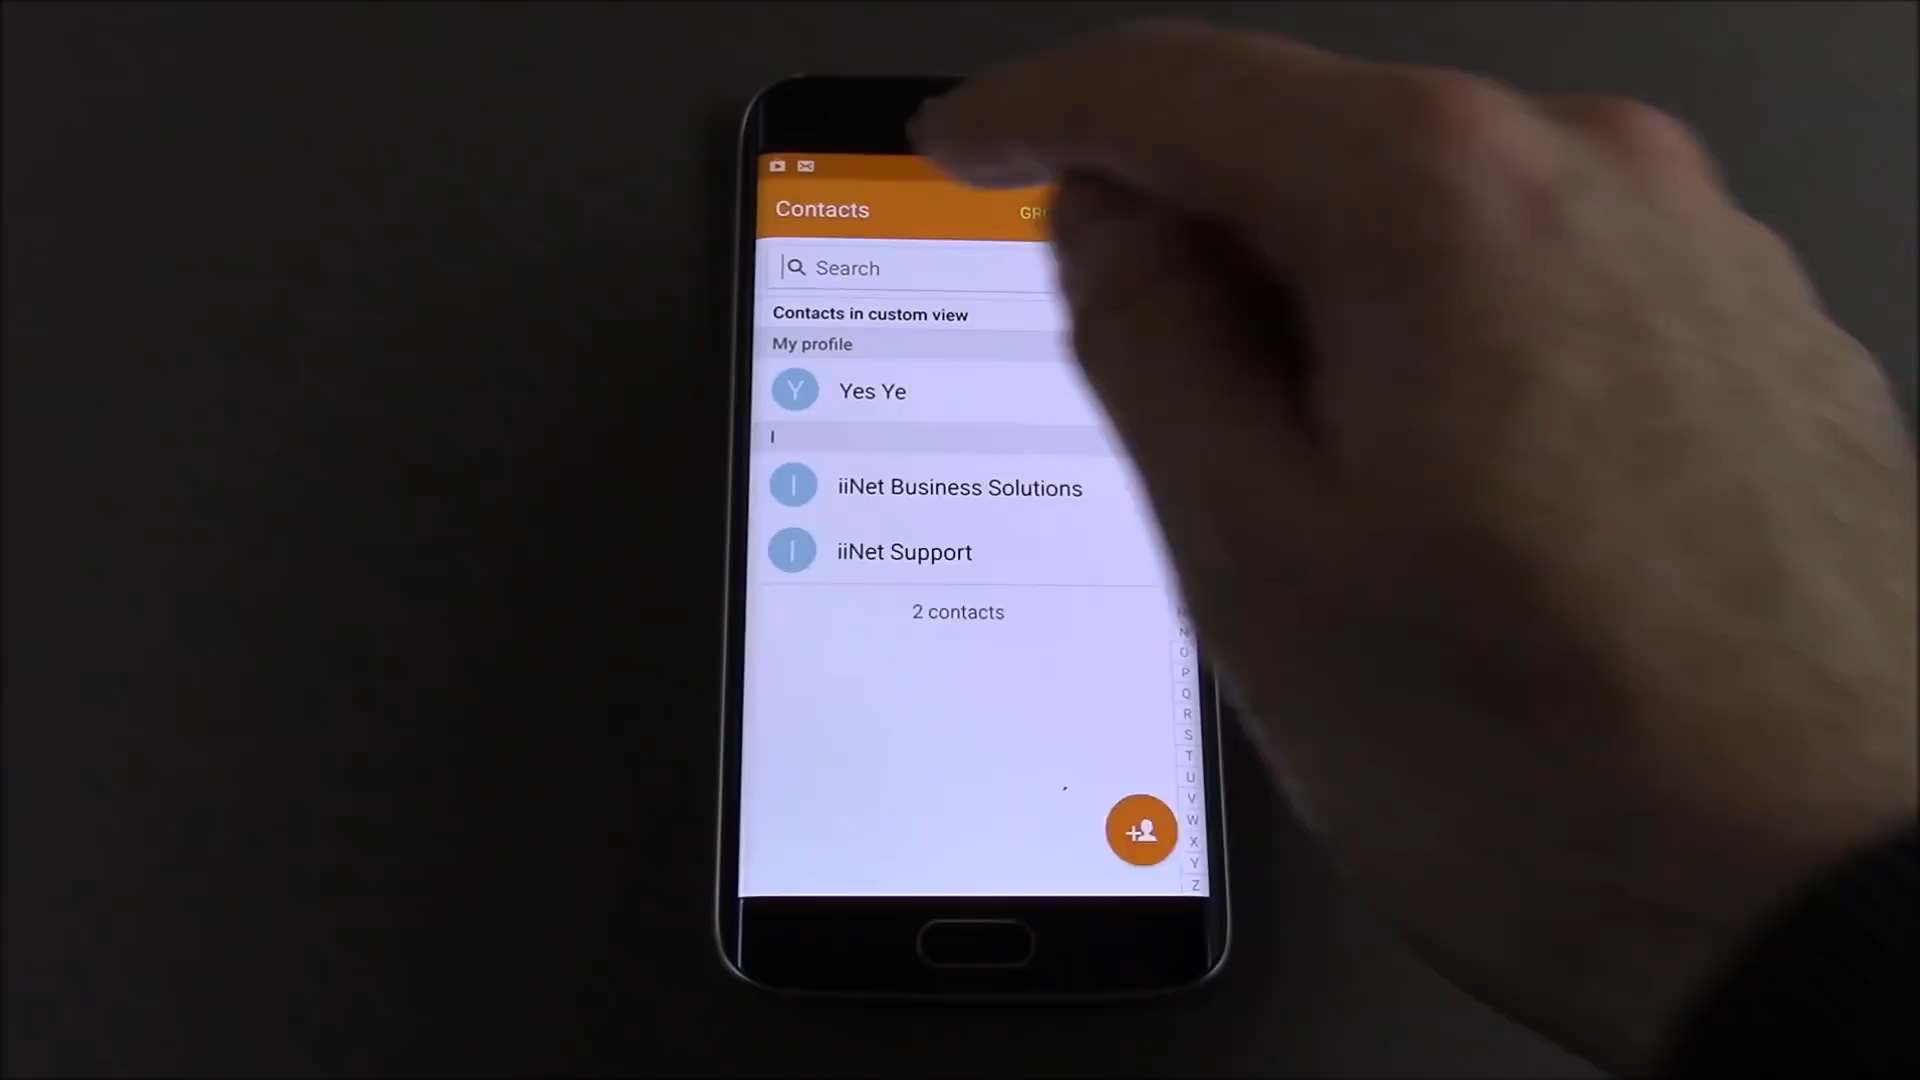 Contacts
Search
Contacts in custom view
My profile
Y Yes Ye
I
I iiNet Business Solutions
I iiNet Support
2 contacts
N
O
P
Q
R
S
T
U
V
W
X
Y
Z